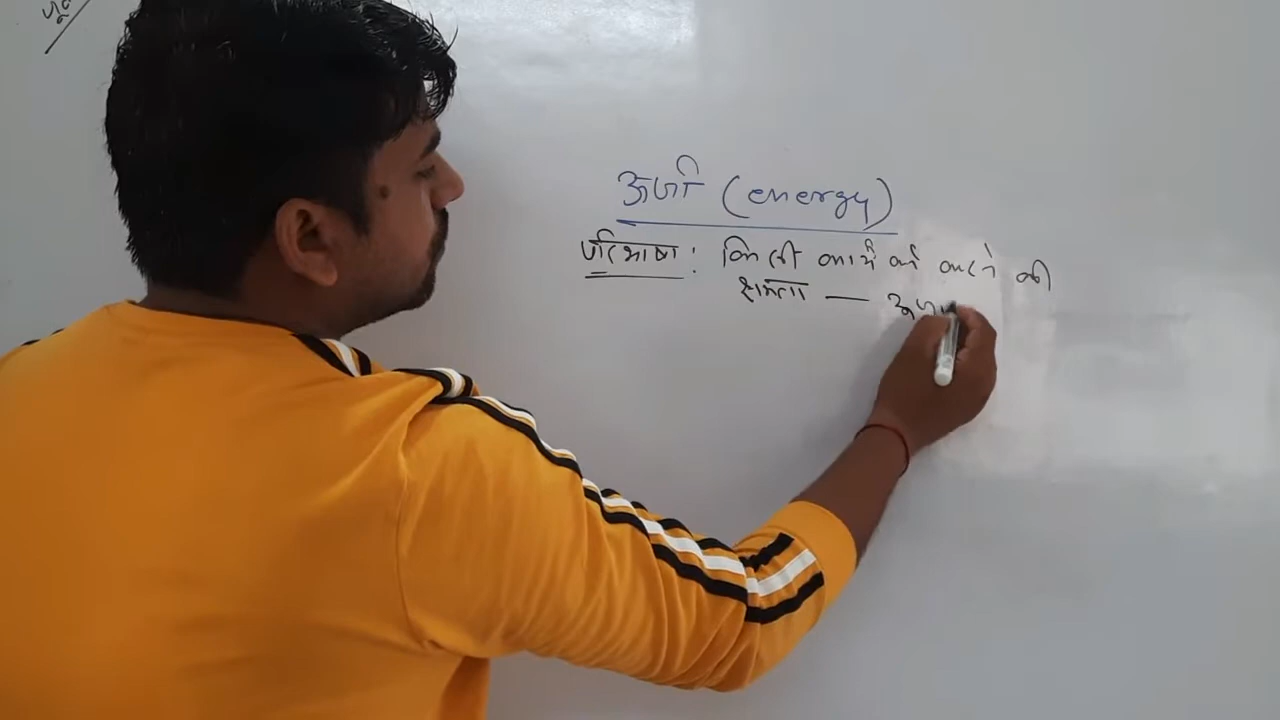 ऊर्जा (energy)
परिभाषा : किसी कार्य को करने की
क्षमता — ऊर्जा